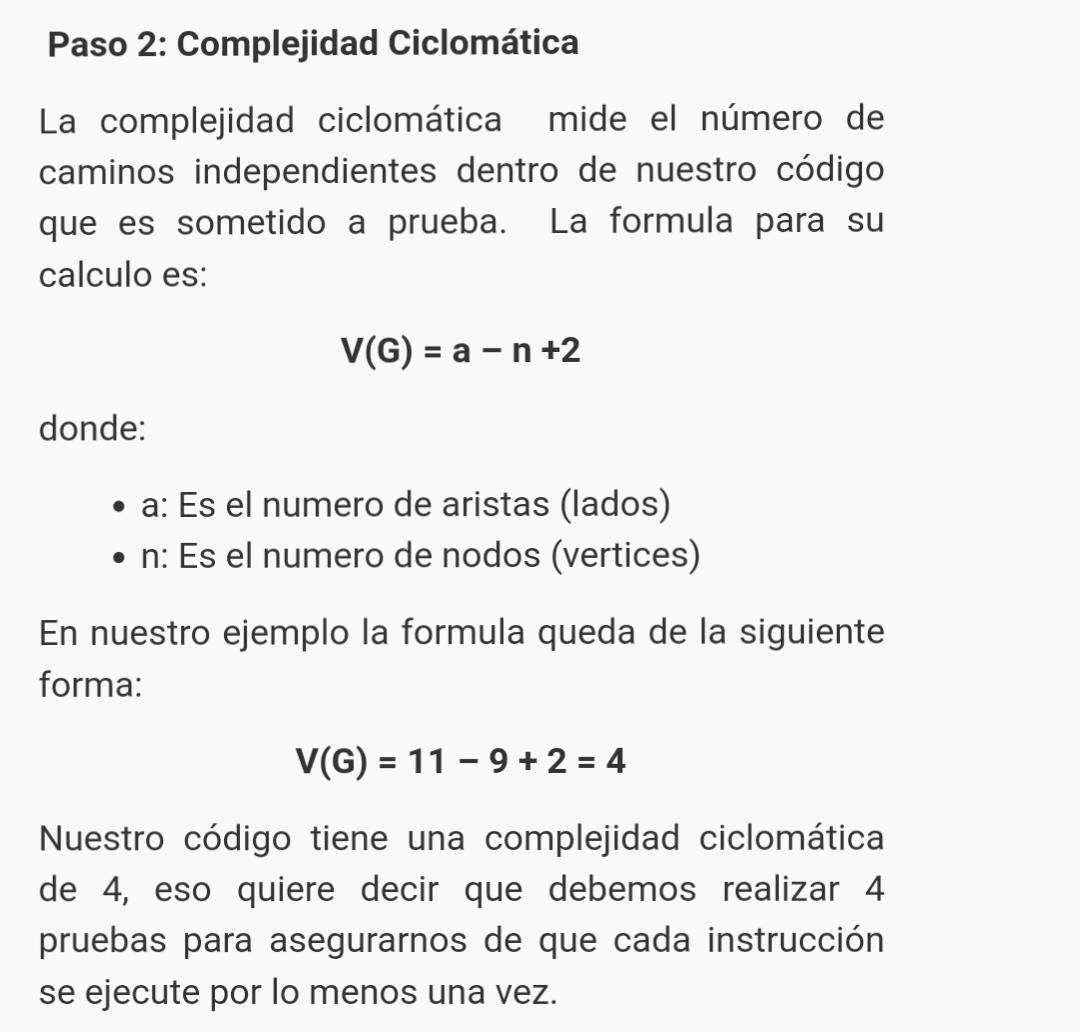 Paso 2: Complejidad Ciclomática
La complejidad ciclomática mide el número de
caminos independientes dentro de nuestro código
que es sometido a prueba. La formula para su
calculo es:
V(G) = a – n +2
donde:
• a: Es el numero de aristas (lados)
• n: Es el numero de nodos (vertices)
En nuestro ejemplo la formula queda de la siguiente
forma:
V(G) = 11 – 9 + 2 = 4
Nuestro código tiene una complejidad ciclomática
de 4, eso quiere decir que debemos realizar 4
pruebas para asegurarnos de que cada instrucción
se ejecute por lo menos una vez.